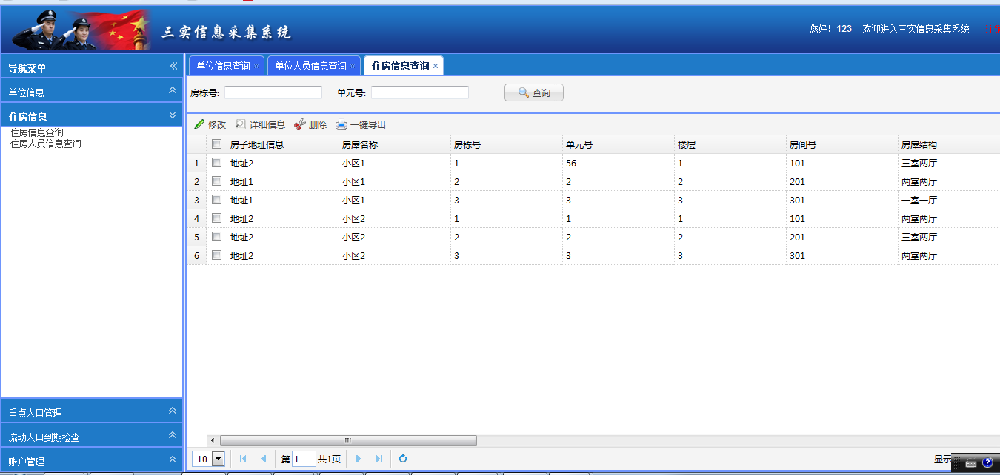 三实信息采集系统
您好！123 欢迎进入三实信息采集系统
导航菜单
单位信息
住房信息
住房信息查询
住房人员信息查询
重点人口管理
流动人口到期检查
账户管理
单位信息查询 单位人员信息查询 住房信息查询
房栋号: 单元号: 查询
修改 详细信息 删除 一键导出
房子地址信息 房屋名称 房栋号 单元号 楼层 房间号 房屋结构
1 地址2 小区1 1 56 1 101 三室两厅
2 地址1 小区1 2 2 2 201 两室两厅
3 地址1 小区1 3 3 3 301 一室一厅
4 地址2 小区2 1 1 1 101 两室两厅
5 地址2 小区2 2 2 2 201 三室两厅
6 地址2 小区2 3 3 3 301 两室两厅
10 第 1 共1页 显示